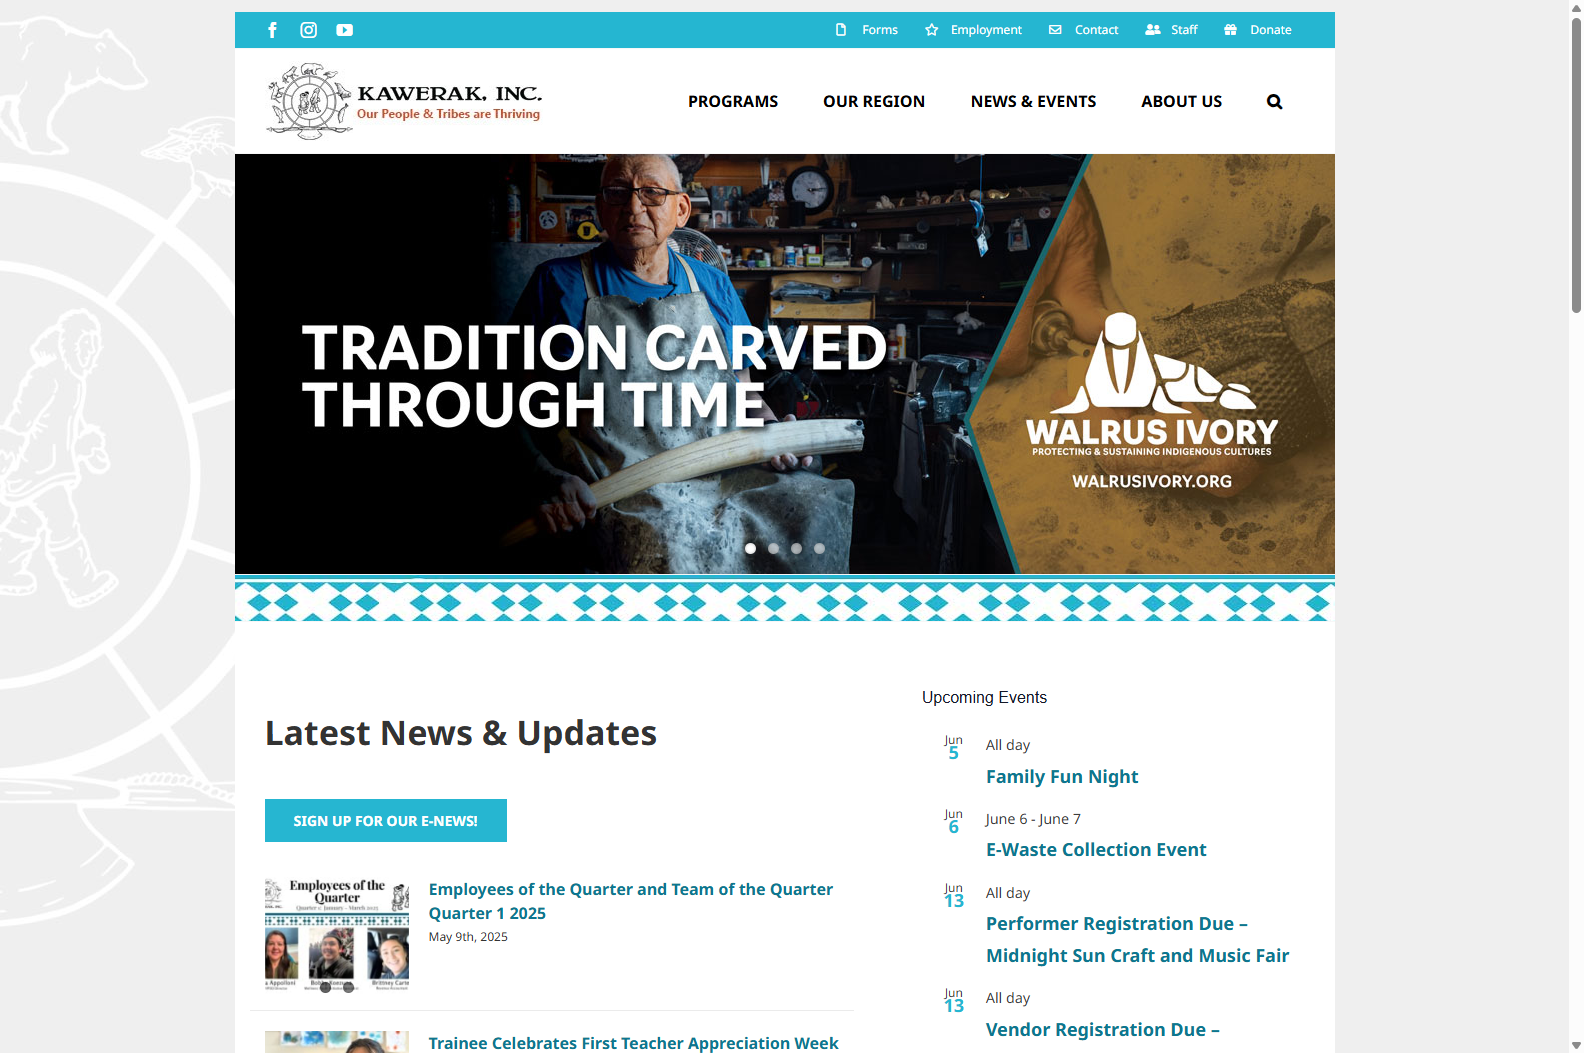 Forms
Employment
Contact
Staff
Donate
KAWERAK, INC.
Our People & Tribes are Thriving
PROGRAMS
OUR REGION
NEWS & EVENTS
ABOUT US
TRADITION CARVED
THROUGH TIME
WALRUS IVORY
PROTECTING & SUSTAINING INDIGENOUS CULTURES
WALRUSIVORY.ORG
Latest News & Updates
SIGN UP FOR OUR E-NEWS!
Employees of the
Quarter
Quarter 1, January - March 2025
Employees of the Quarter and Team of the Quarter
Quarter 1 2025
May 9th, 2025
Trainee Celebrates First Teacher Appreciation Week
Upcoming Events
Jun
5
All day
Family Fun Night
Jun
6
June 6 - June 7
E-Waste Collection Event
Jun
13
All day
Performer Registration Due –
Midnight Sun Craft and Music Fair
Jun
13
All day
Vendor Registration Due –